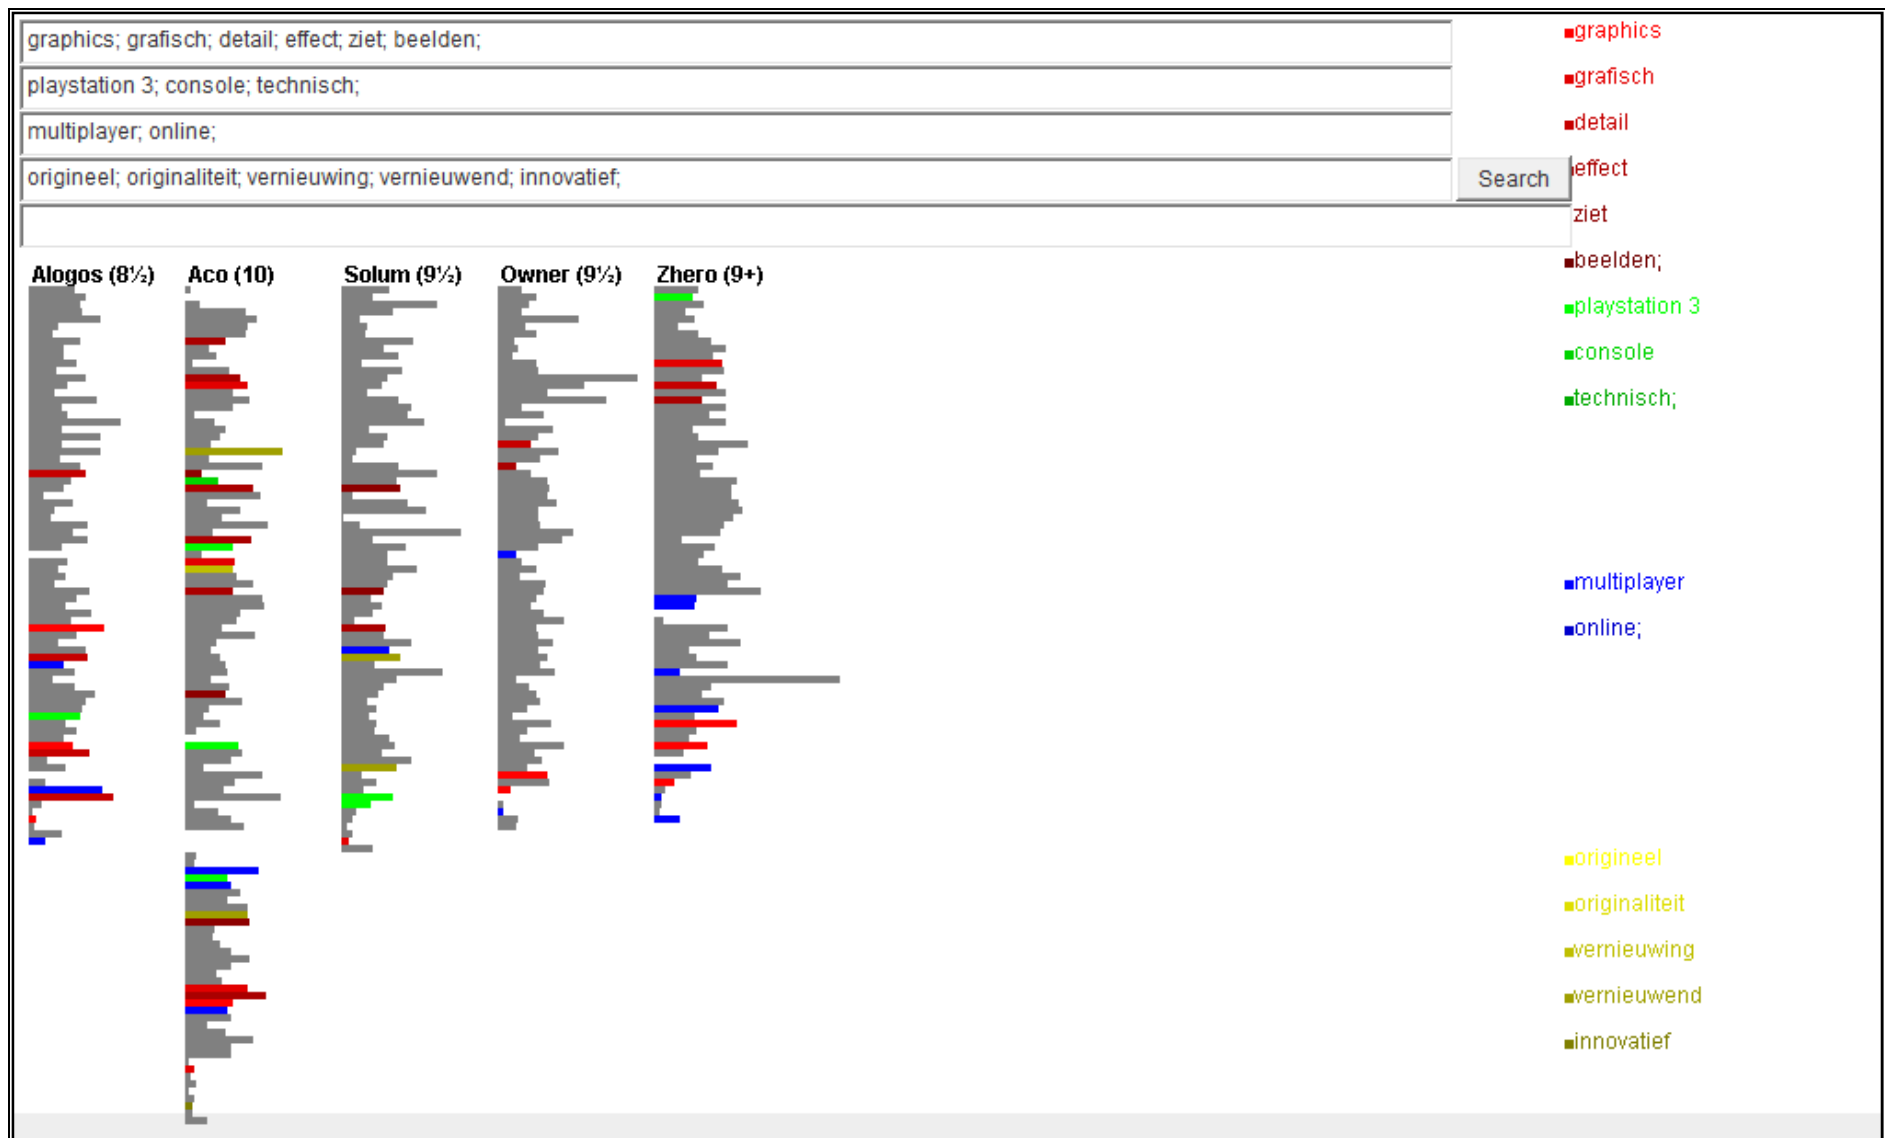 graphics; grafisch; detail; effect; ziet; beelden;
playstation 3; console; technisch;
multiplayer; online;
origineel; originaliteit; vernieuwing; vernieuwend; innovatief;
Search
Alogos (8½) Aco (10) Solum (9½) Owner (9½) Zhero (9+)
graphics
grafisch
detail
effect
ziet
beelden;
playstation 3
console
technisch;
multiplayer
online;
origineel
originaliteit
vernieuwing
vernieuwend
innovatief